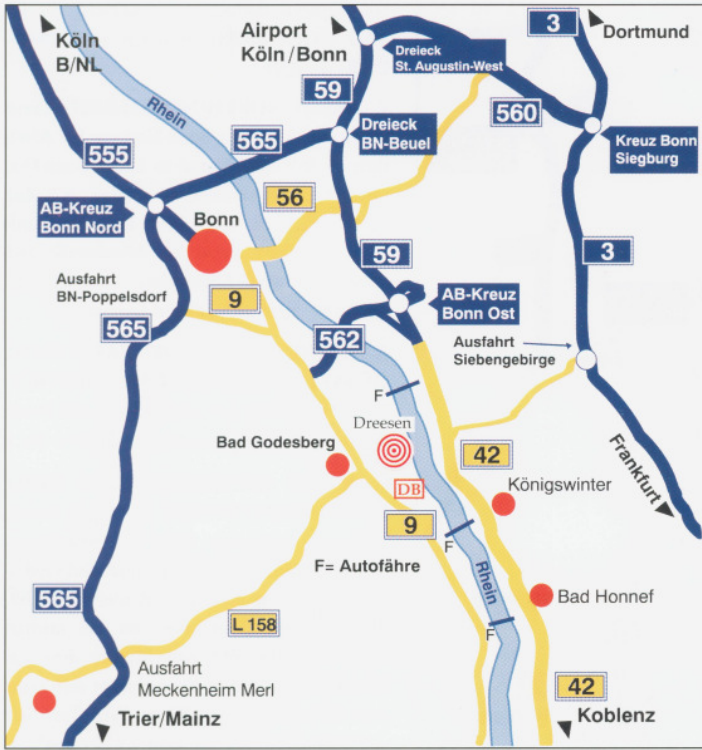 Köln
B/NL
Airport
Köln/Bonn
Dreieck
St. Augustin-West
3
Dortmund
Rhein
59
560
565
Dreieck
BN-Beuel
Kreuz Bonn
Siegburg
555
56
AB-Kreuz
Bonn Nord
Bonn
59
3
Ausfahrt
BN-Poppelsdorf
9
AB-Kreuz
Bonn Ost
565
562
Ausfahrt
Siebengebirge
F
Dreesen
Bad Godesberg
42
Frankfurt
DB
Königswinter
9
F
F= Autofähre
Rhein
565
Bad Honnef
L 158
F
Ausfahrt
Meckenheim Merl
42
Trier/Mainz
Koblenz